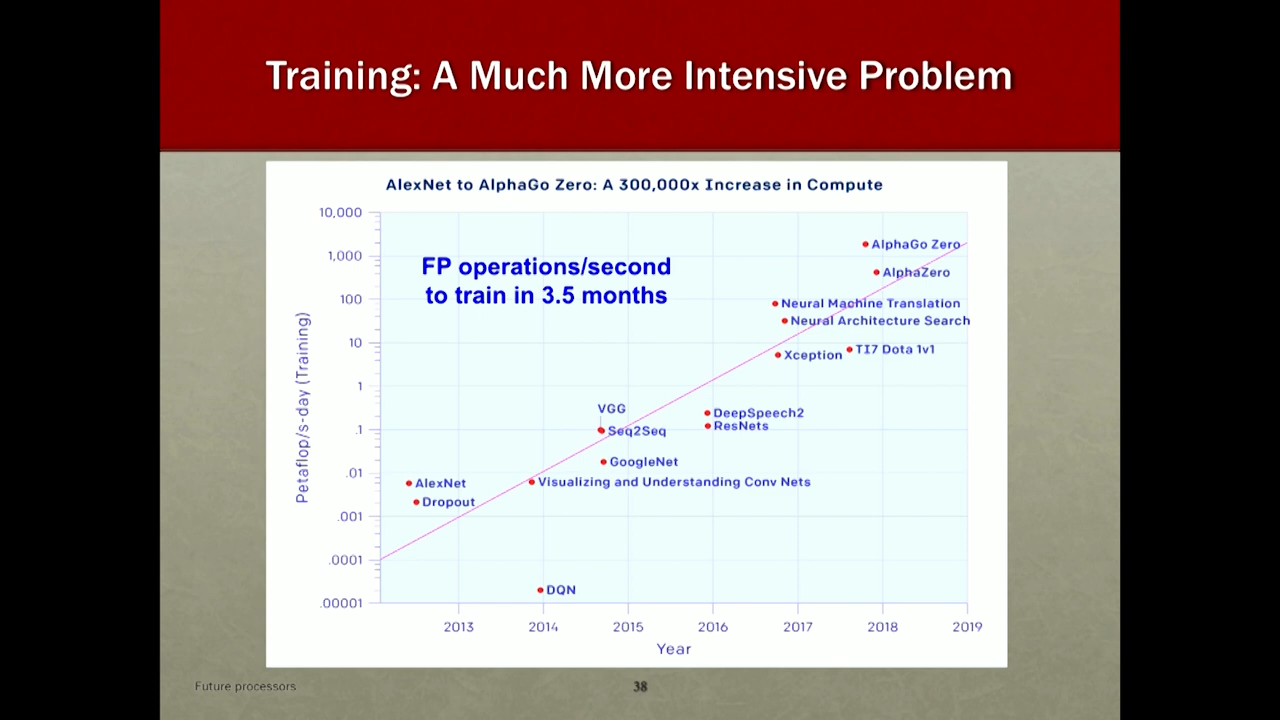 Training: A Much More Intensive Problem
AlexNet to AlphaGo Zero: A 300,000x Increase in Compute
FP operations/second
to train in 3.5 months
Petaflop/s-day (Training)
10,000
1,000
100
10
1
.1
.01
.001
.0001
.00001
AlphaGo Zero
AlphaZero
Neural Machine Translation
Neural Architecture Search
TI7 Dota 1v1
Xception
VGG
DeepSpeech2
ResNets
Seq2Seq
GoogleNet
Visualizing and Understanding Conv Nets
AlexNet
Dropout
DQN
2013
2014
2015
2016
2017
2018
2019
Year
Future processors
38